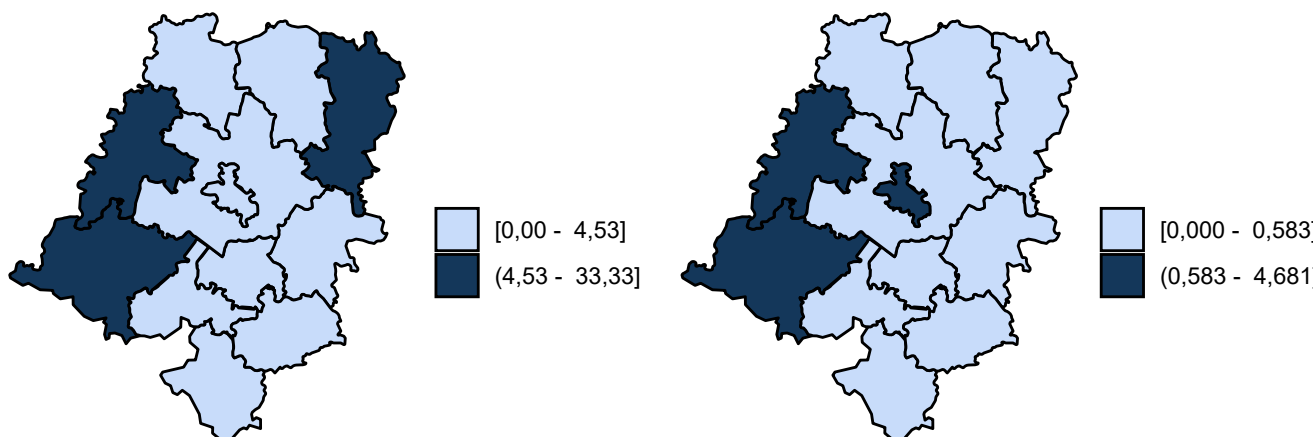 [0,00 -  4,53]
(4,53 -  33,33]
[0,000 -  0,583]
(0,583 -  4,681]